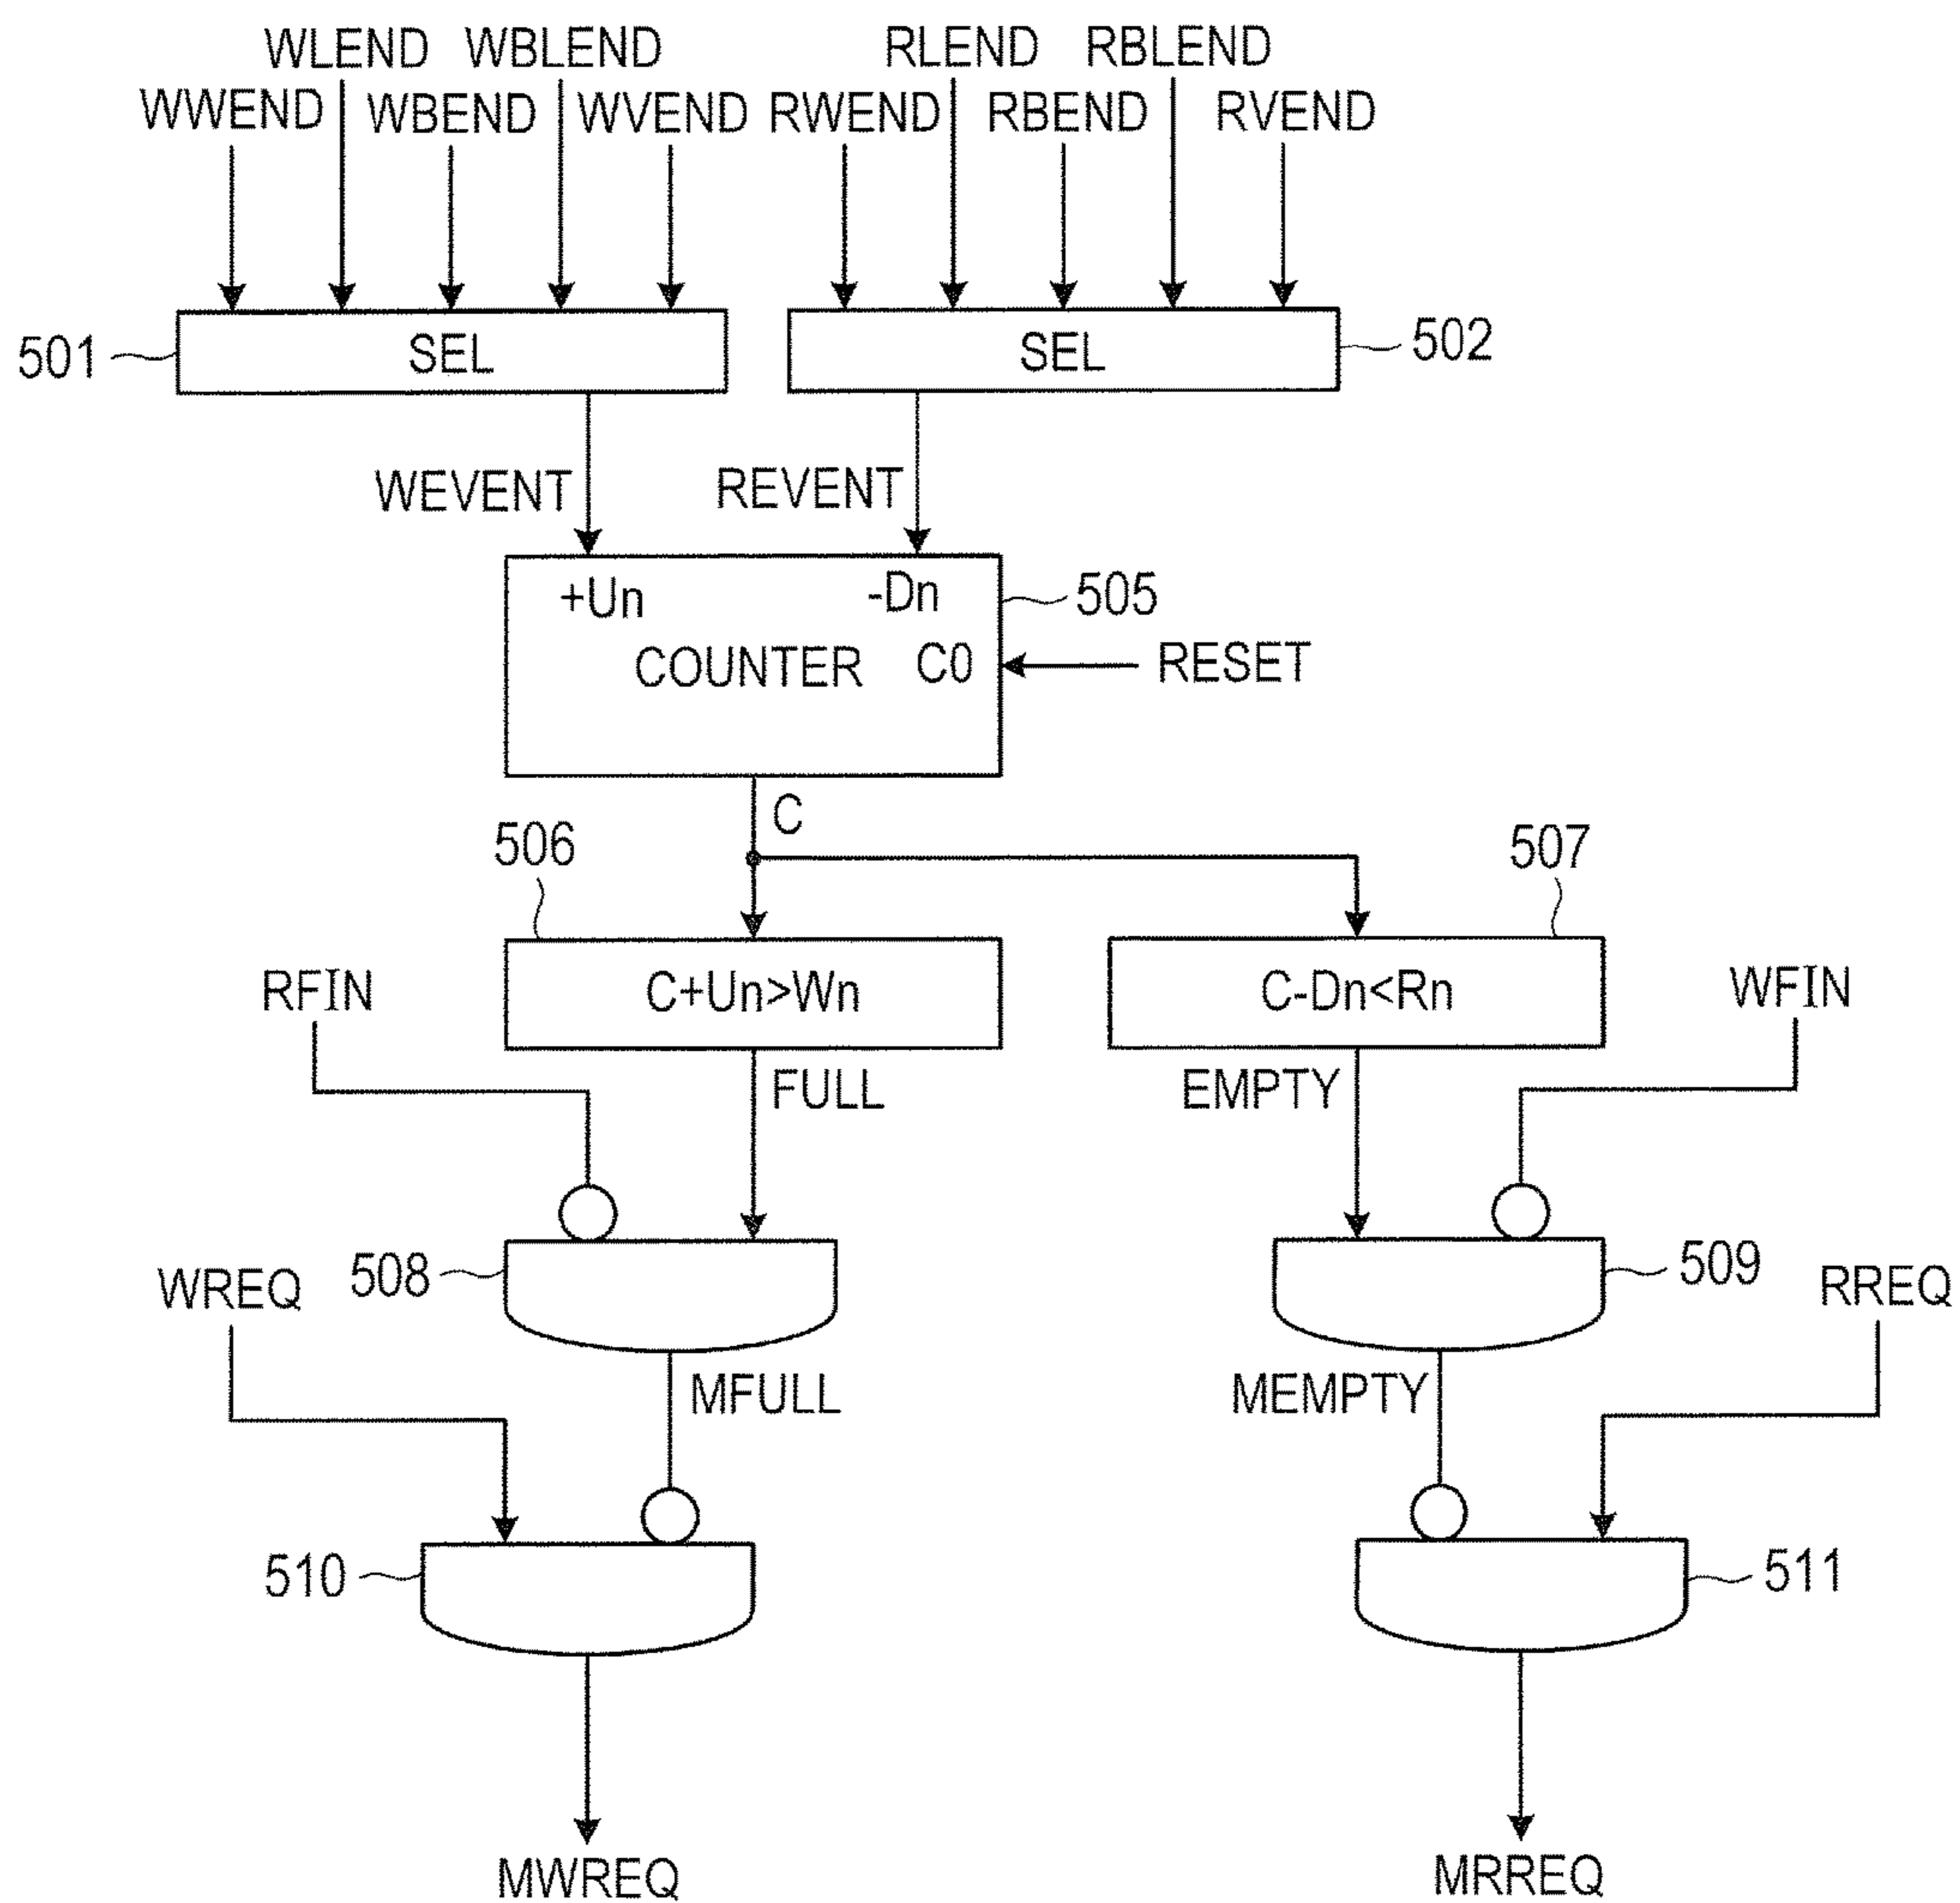 WLEND WBLEND RLEND RBLEND
WWEND WBEND WVEND RWEND RBEND RVEND
501 SEL SEL 502
WEVENT REVENT
+Un -Dn 505
COUNTER C0 RESET
C
506 507
RFIN C+Un>Wn C-Dn<Rn WFIN
FULL EMPTY
WREQ 508 509 RREQ
MFULL MEMPTY
510 511
MWREQ MRREQ